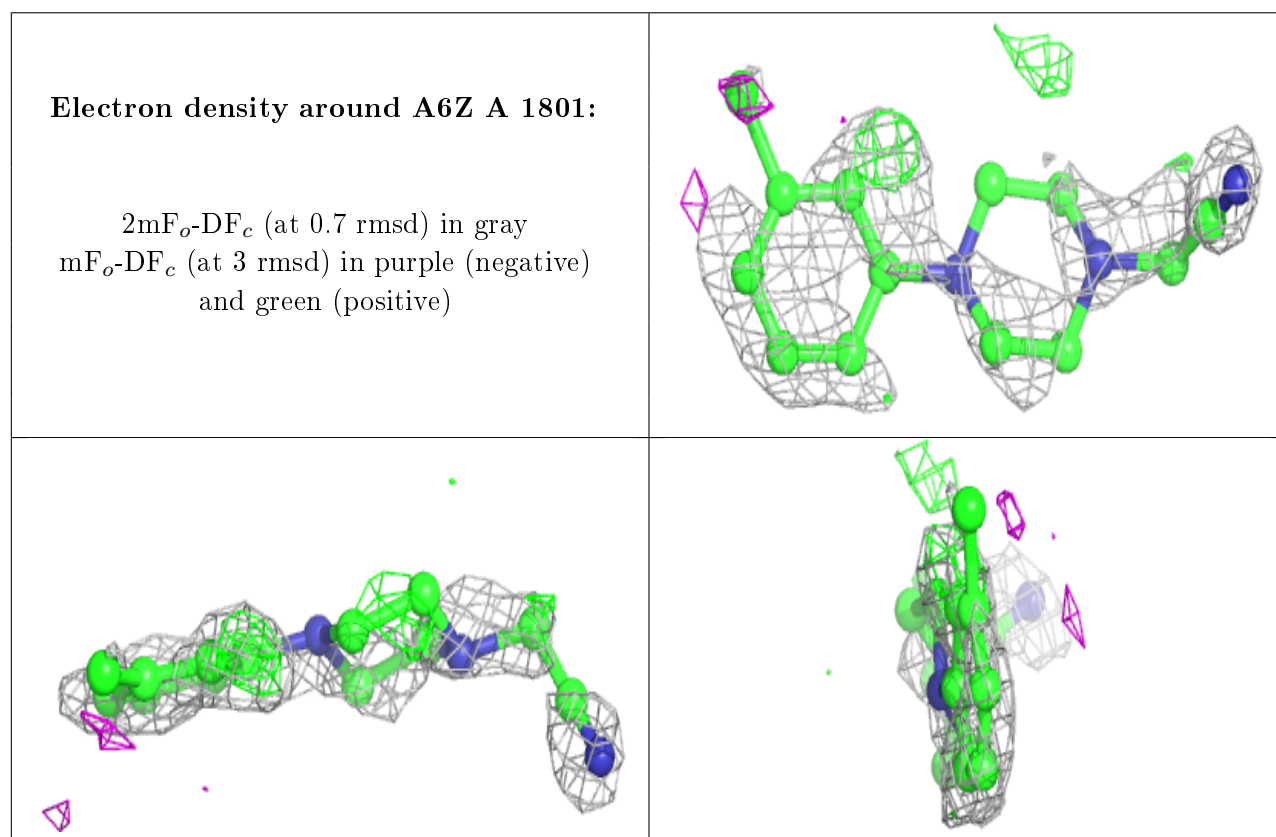 Electron density around A6Z A 1801:
2mFo-DFc (at 0.7 rmsd) in gray
mFo-DFc (at 3 rmsd) in purple (negative)
and green (positive)